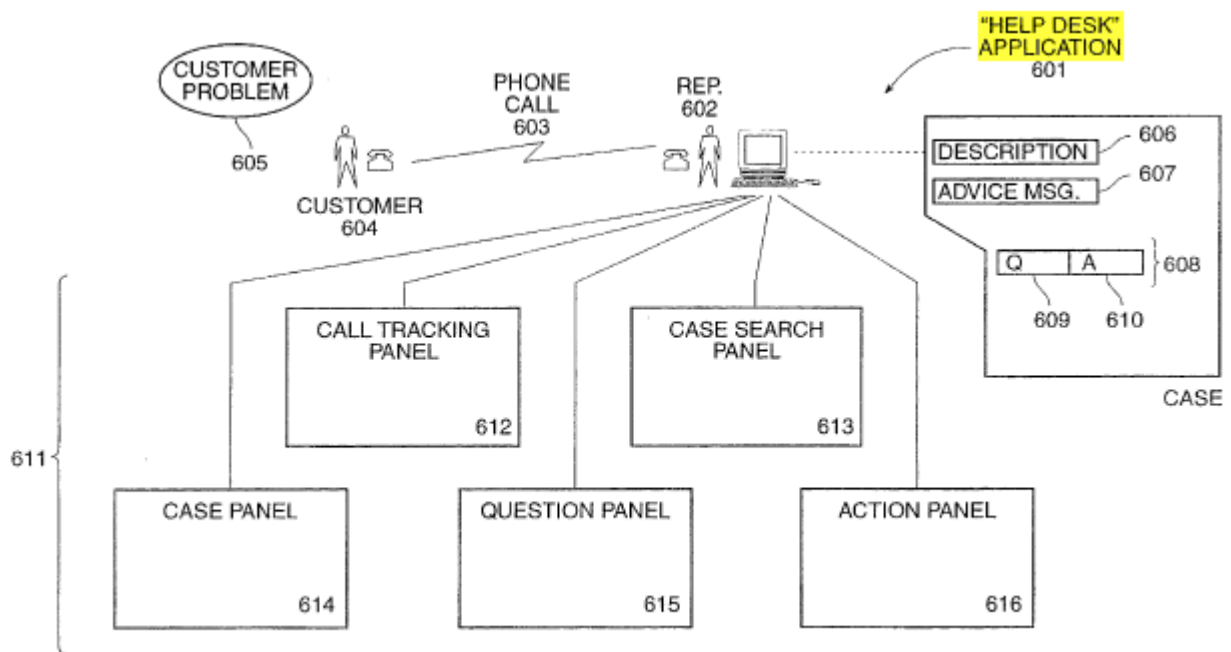 "HELP DESK"
APPLICATION
601
CUSTOMER
PROBLEM
605
PHONE
CALL
603
REP.
602
CUSTOMER
604
606
DESCRIPTION
607
ADVICE MSG.
Q A
608
609 610
CASE
611
CALL TRACKING
PANEL
612
CASE SEARCH
PANEL
613
CASE PANEL
614
QUESTION PANEL
615
ACTION PANEL
616